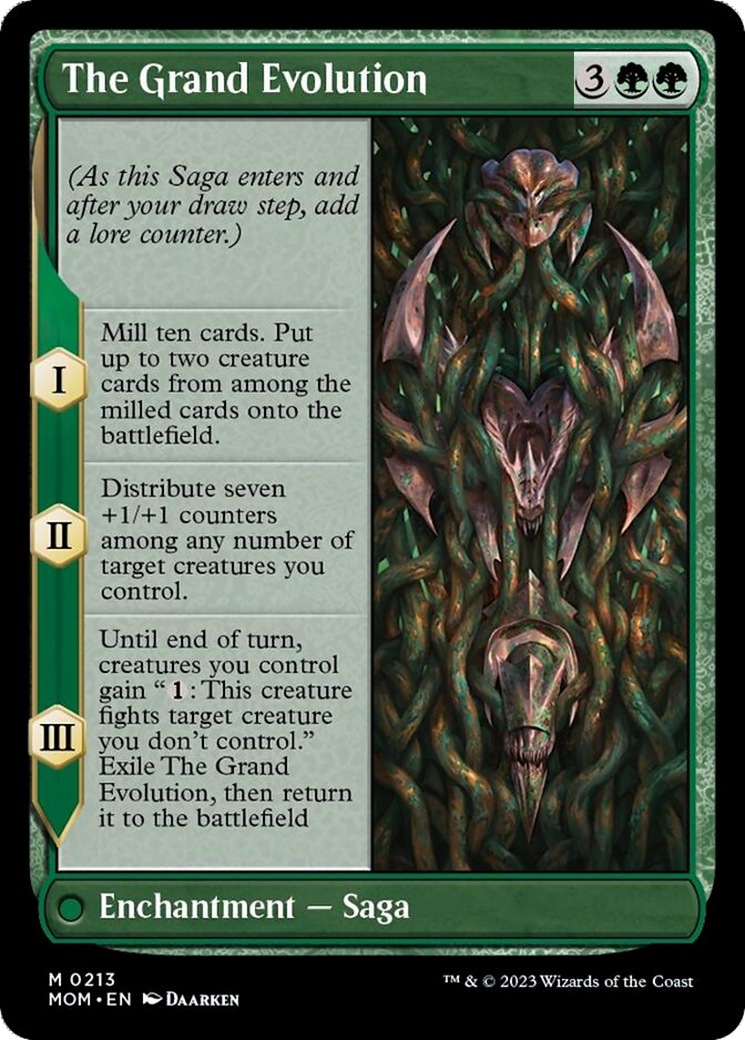 The Grand Evolution 3
(As this Saga enters and
after your draw step, add
a lore counter.)
I
Mill ten cards. Put
up to two creature
cards from among the
milled cards onto the
battlefield.
II
Distribute seven
+1/+1 counters
among any number of
target creatures you
control.
III
Until end of turn,
creatures you control
gain “1: This creature
fights target creature
you don’t control.”
Exile The Grand
Evolution, then return
it to the battlefield
Enchantment — Saga
M 0213
MOM • EN DAARKEN
™ & © 2023 Wizards of the Coast